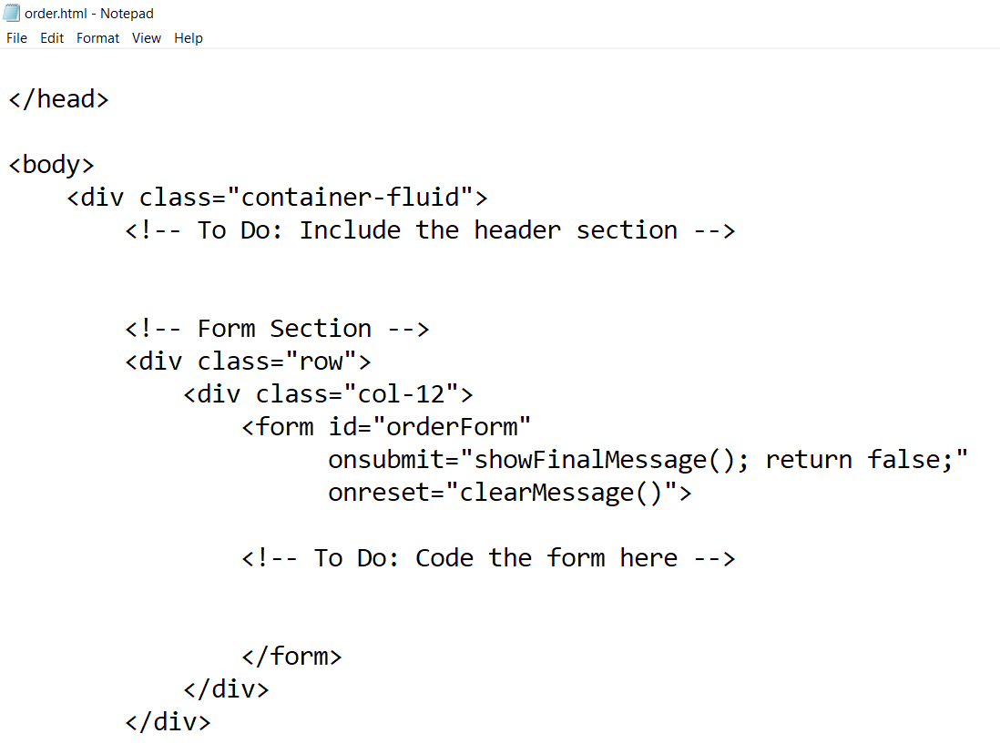 order.html - Notepad
File Edit Format View Help
</head>
<body>
<div class="container-fluid">
<!-- To Do: Include the header section -->
<!-- Form Section -->
<div class="row">
<div class="col-12">
<form id="orderForm"
onsubmit="showFinalMessage(); return false;"
onreset="clearMessage()">
<!-- To Do: Code the form here -->
</form>
</div>
</div>